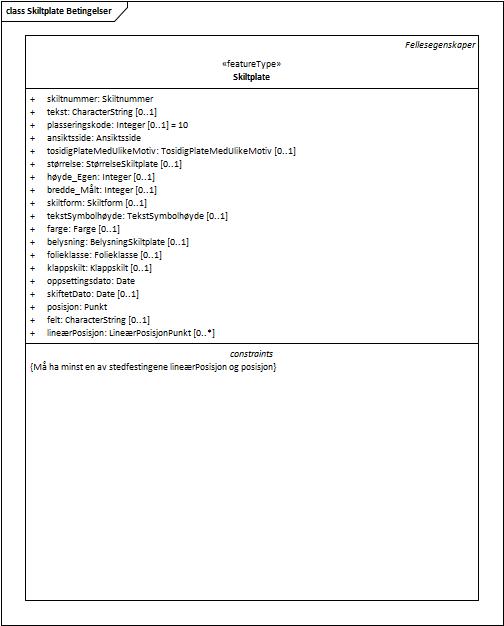 class Skiltplate Betingelser
Fellesegenskaper
«featureType»
Skiltplate
+ skiltnummer: Skiltnummer
+ tekst: CharacterString [0..1]
+ plasseringskode: Integer [0..1] = 10
+ ansiktsside: Ansiktsside
+ tosidigPlateMedUlikeMotiv: TosidigPlateMedUlikeMotiv [0..1]
+ størrelse: StørrelseSkiltplate [0..1]
+ høyde_Egen: Integer [0..1]
+ bredde_Målt: Integer [0..1]
+ skiltform: Skiltform [0..1]
+ tekstSymbolhøyde: TekstSymbolhøyde [0..1]
+ farge: Farge [0..1]
+ belysning: BelysningSkiltplate [0..1]
+ folieklasse: Folieklasse [0..1]
+ klappskilt: Klappskilt [0..1]
+ oppsettingsdato: Date
+ skiftetDato: Date [0..1]
+ posisjon: Punkt
+ felt: CharacterString [0..1]
+ lineærPosisjon: LineærPosisjonPunkt [0..*]
constraints
{Må ha minst en av stedfestingene lineærPosisjon og posisjon}